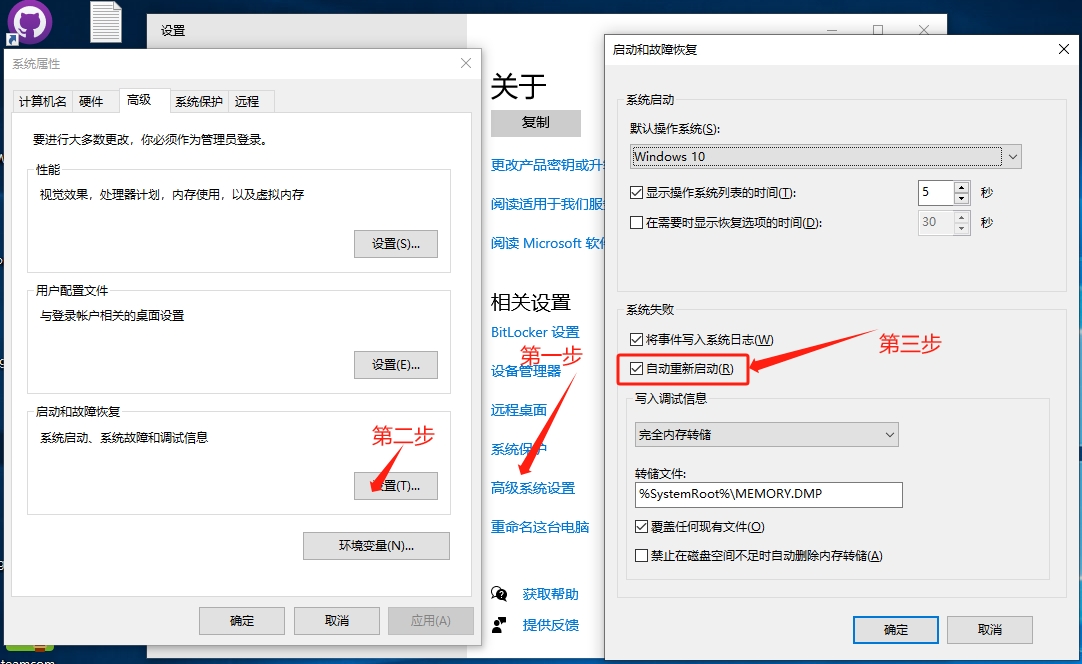 设置
系统属性
计算机名
硬件
高级
系统保护
远程
要进行大多数更改，你必须作为管理员登录。
性能
视觉效果，处理器计划，内存使用，以及虚拟内存
设置(S)...
用户配置文件
与登录帐户相关的桌面设置
设置(E)...
启动和故障恢复
系统启动、系统故障和调试信息
第二步
设置(T)...
环境变量(N)...
确定
取消
应用(A)
关于
复制
更改产品密钥或升
阅读适用于我们服
阅读 Microsoft 软
相关设置
BitLocker 设置
第一步
设备管理器
远程桌面
系统保护
高级系统设置
重命名这台电脑
获取帮助
提供反馈
启动和故障恢复
系统启动
默认操作系统(S):
Windows 10
显示操作系统列表的时间(T):
5
秒
在需要时显示恢复选项的时间(D):
30
秒
系统失败
将事件写入系统日志(W)
第三步
自动重新启动(R)
写入调试信息
完全内存转储
转储文件:
%SystemRoot%\MEMORY.DMP
覆盖任何现有文件(O)
禁止在磁盘空间不足时自动删除内存转储(A)
确定
取消